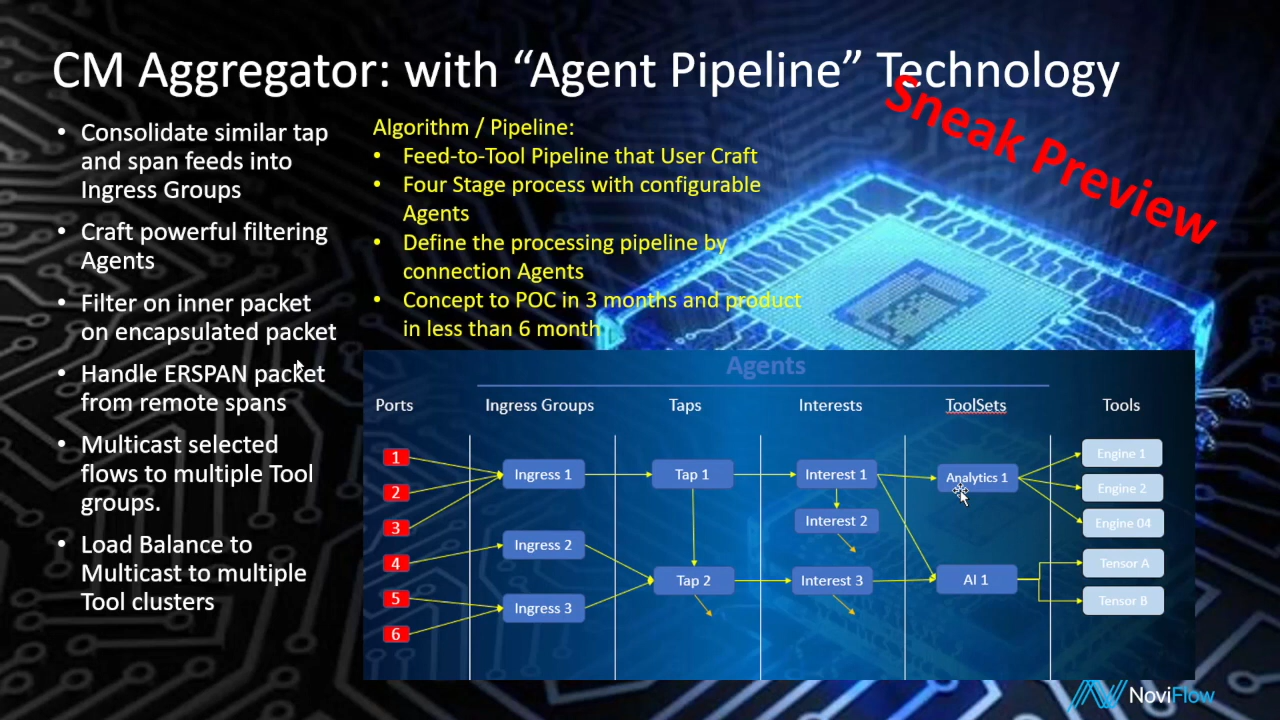 CM Aggregator: with “Agent Pipeline” Technology
Sneak Preview
• Consolidate similar tap
and span feeds into
Ingress Groups
• Craft powerful filtering
Agents
• Filter on inner packet
on encapsulated packet
• Handle ERSPAN packet
from remote spans
• Multicast selected
flows to multiple Tool
groups.
• Load Balance to
Multicast to multiple
Tool clusters
Algorithm / Pipeline:
• Feed-to-Tool Pipeline that User Craft
• Four Stage process with configurable
Agents
• Define the processing pipeline by
connection Agents
• Concept to POC in 3 months and product
in less than 6 month
Agents
Ports
Ingress Groups
Taps
Interests
ToolSets
Tools
1
2
3
4
5
6
Ingress 1
Ingress 2
Ingress 3
Tap 1
Tap 2
Interest 1
Interest 2
Interest 3
Analytics 1
AI 1
Engine 1
Engine 2
Engine 04
Tensor A
Tensor B
NoviFlow